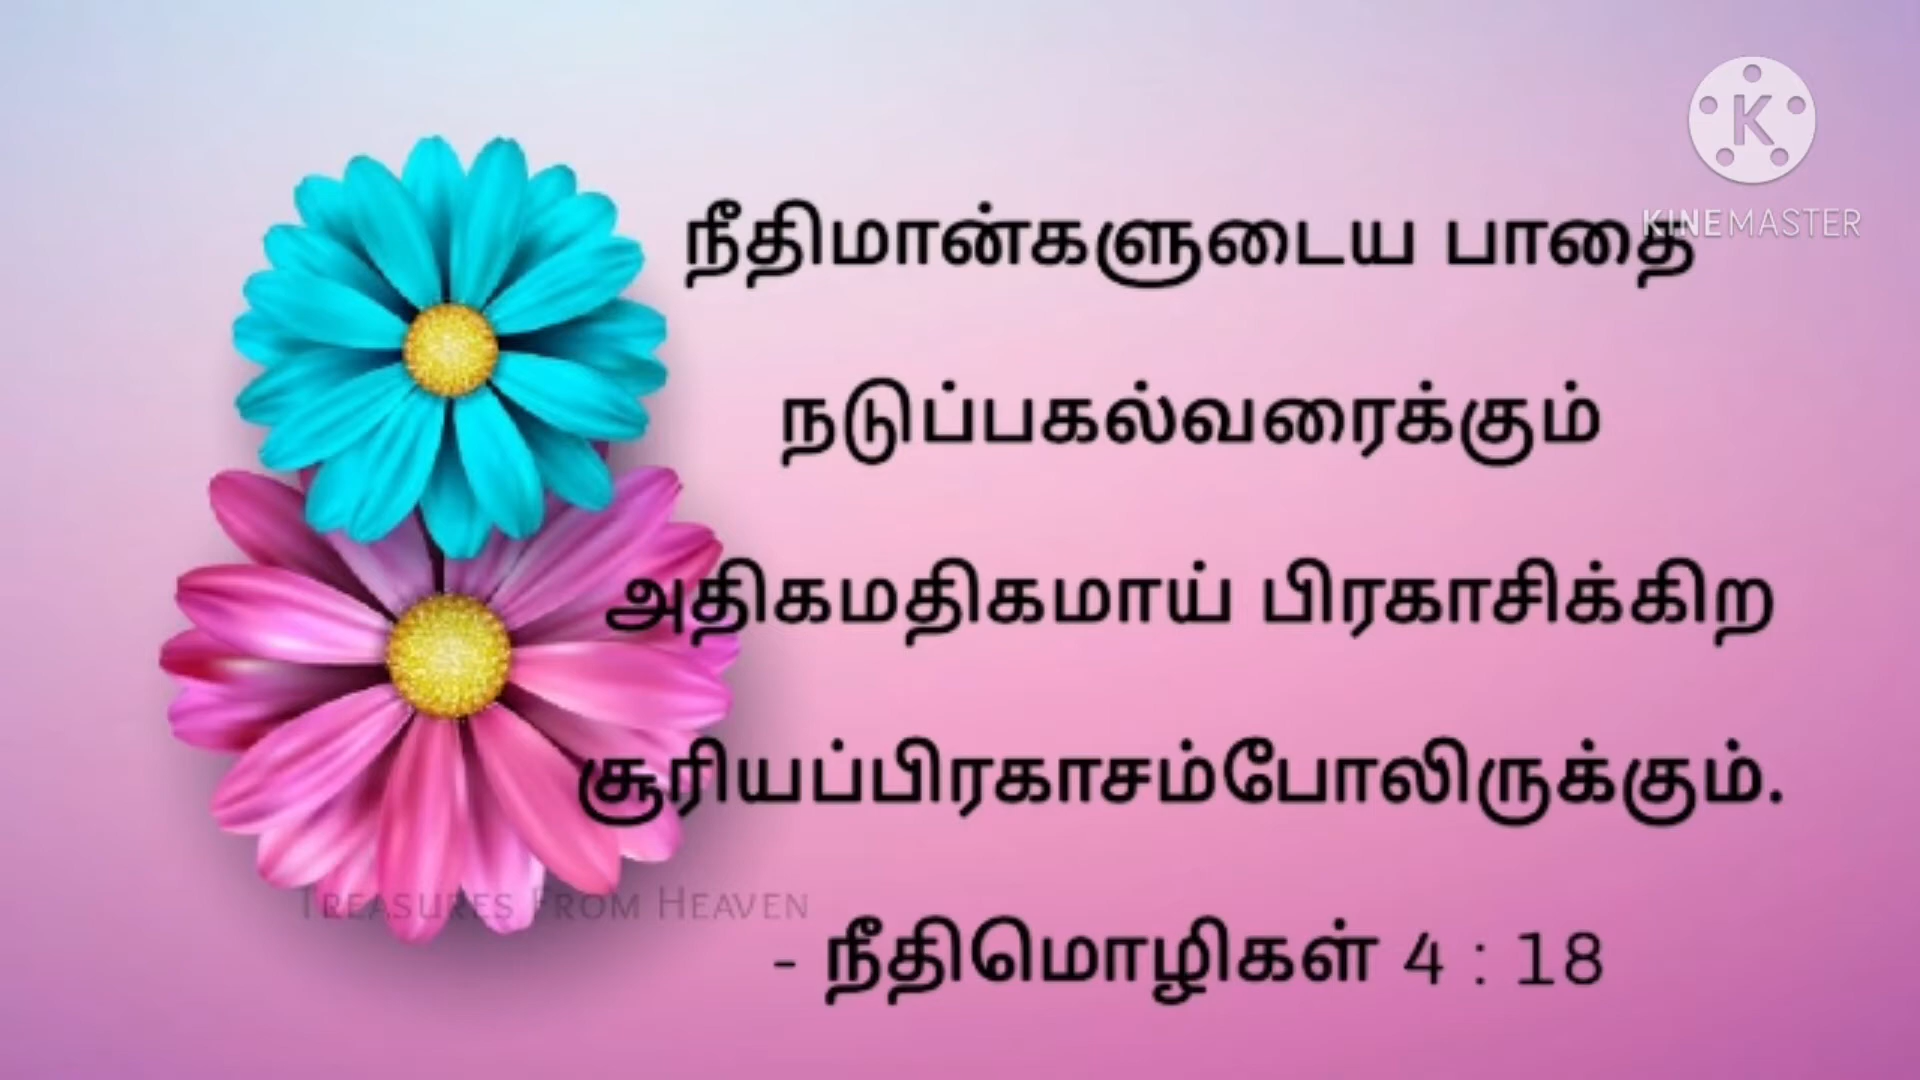 K
KINEMASTER
நீதிமான்களுடைய பாதை
நடுப்பகல்வரைக்கும்
அதிகமதிகமாய் பிரகாசிக்கிற
சூரியப்பிரகாசம்போலிருக்கும்.
TREASURES FROM HEAVEN
- நீதிமொழிகள் 4 : 18